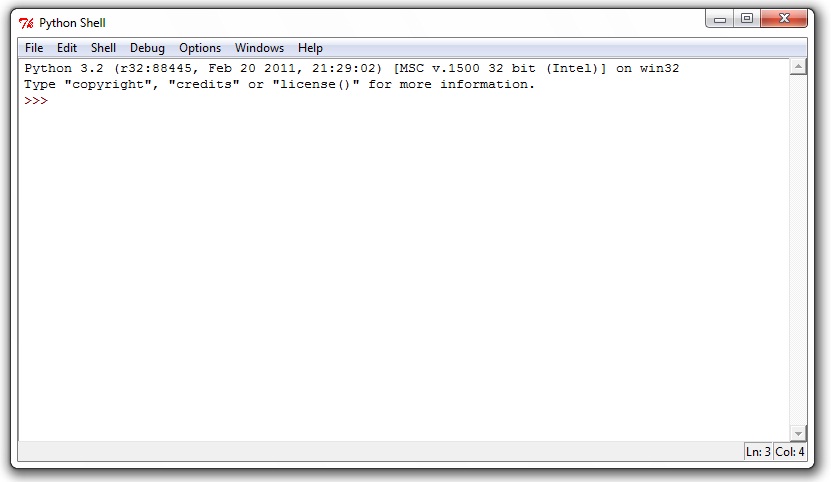 Python Shell
File Edit Shell Debug Options Windows Help
Python 3.2 (r32:88445, Feb 20 2011, 21:29:02) [MSC v.1500 32 bit (Intel)] on win32
Type "copyright", "credits" or "license()" for more information.
>>>
Ln: 3 Col: 4